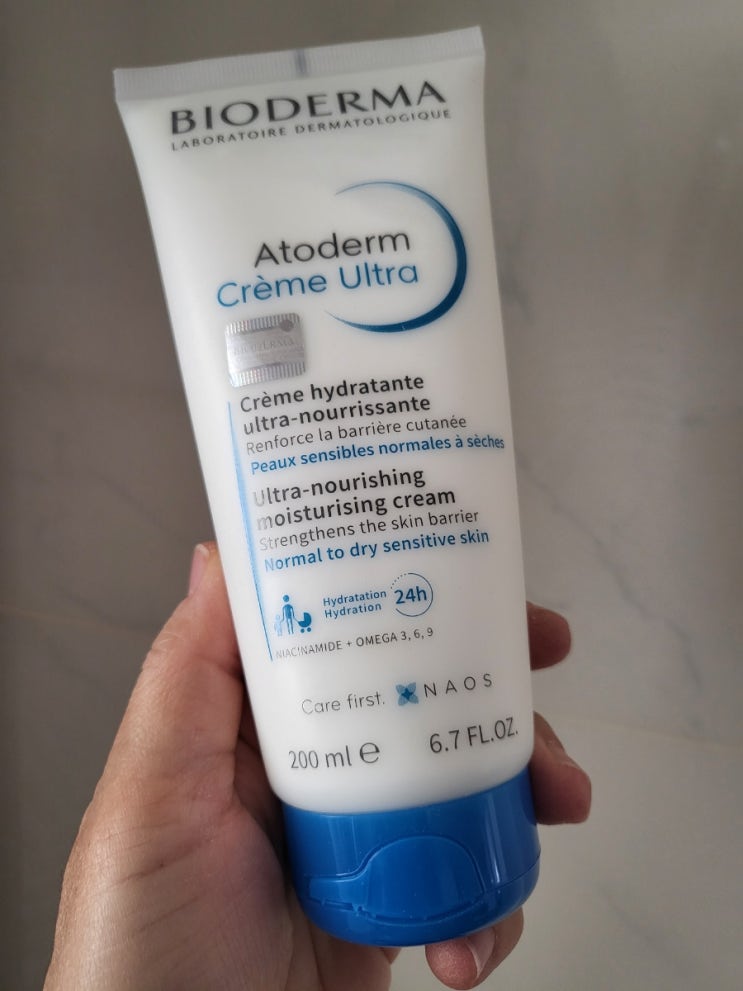 BIODERMA
LABORATOIRE DERMATOLOGIQUE
Atoderm
Crème Ultra
BIODERMA
Crème hydratante
ultra-nourrissante
Renforce la barrière cutanée
Peaux sensibles normales à sèches
Ultra-nourishing
moisturising cream
Strengthens the skin barrier
Normal to dry sensitive skin
Hydratation
Hydration
24h
NIACINAMIDE + OMEGA 3, 6, 9
Care first.
NAOS
200 ml e
6.7 FL.OZ.